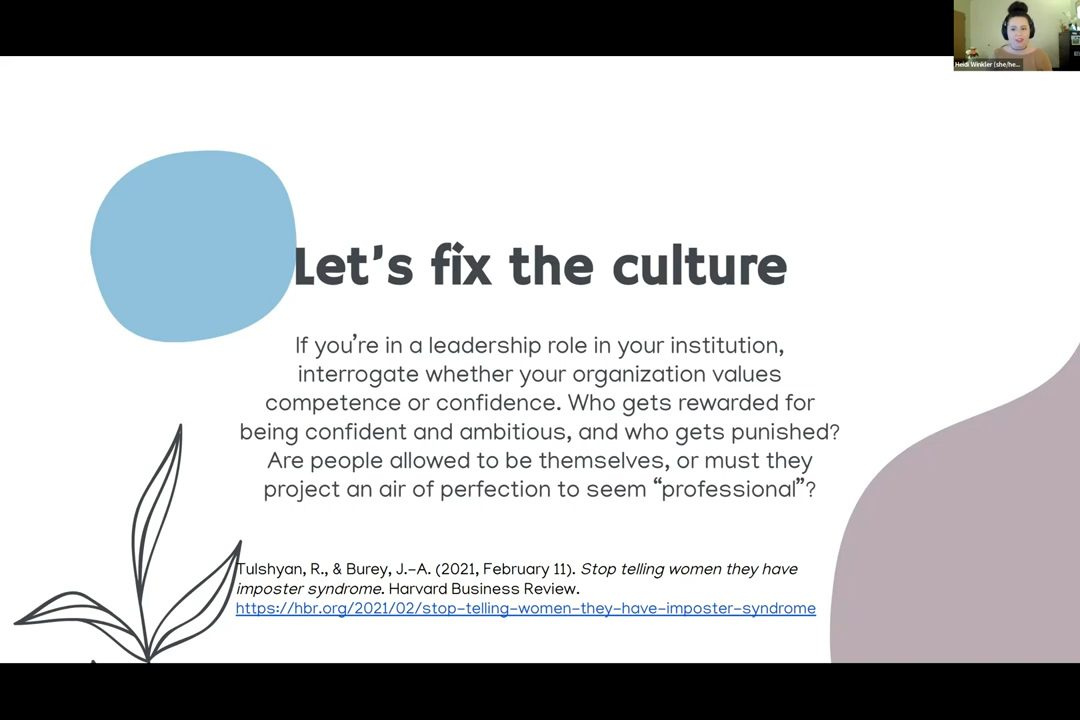 Heidi Winkler (she/he...
Let's fix the culture
If you're in a leadership role in your institution,
interrogate whether your organization values
competence or confidence. Who gets rewarded for
being confident and ambitious, and who gets punished?
Are people allowed to be themselves, or must they
project an air of perfection to seem “professional”?
Tulshyan, R., & Burey, J.-A. (2021, February 11). Stop telling women they have
imposter syndrome. Harvard Business Review.
https://hbr.org/2021/02/stop-telling-women-they-have-imposter-syndrome